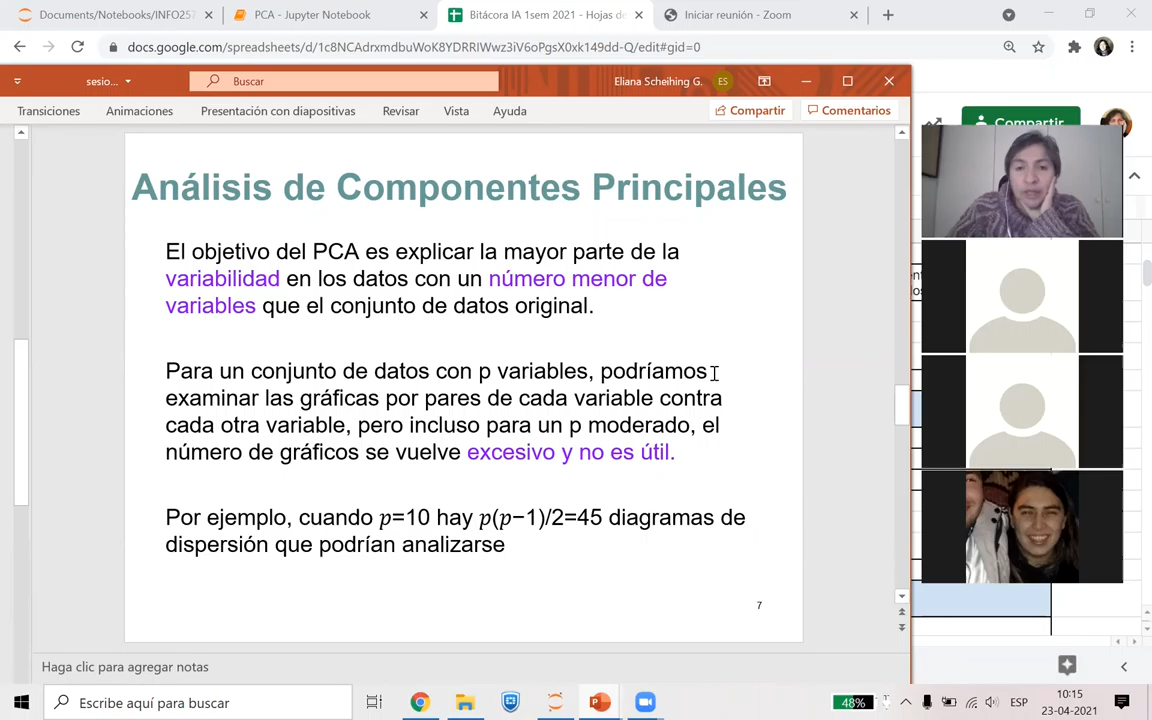 Documents/Notebooks/INFO257
PCA - Jupyter Notebook
Bitácora IA 1sem 2021 - Hojas de
Iniciar reunión - Zoom
docs.google.com/spreadsheets/d/1c8NCAdrxmdbuWoK8YDRRIWwz3iV6oPgsX0xk149dd-Q/edit#gid=0
sesio...
Buscar
Eliana Scheihing G.
ES
Transiciones
Animaciones
Presentación con diapositivas
Revisar
Vista
Ayuda
Compartir
Comentarios
Compartir
Análisis de Componentes Principales
El objetivo del PCA es explicar la mayor parte de la
variabilidad en los datos con un número menor de
variables que el conjunto de datos original.
Para un conjunto de datos con p variables, podríamos
examinar las gráficas por pares de cada variable contra
cada otra variable, pero incluso para un p moderado, el
número de gráficos se vuelve excesivo y no es útil.
Por ejemplo, cuando p=10 hay p(p−1)/2=45 diagramas de
dispersión que podrían analizarse
7
Haga clic para agregar notas
Escribe aquí para buscar
48%
ESP
10:15
23-04-2021